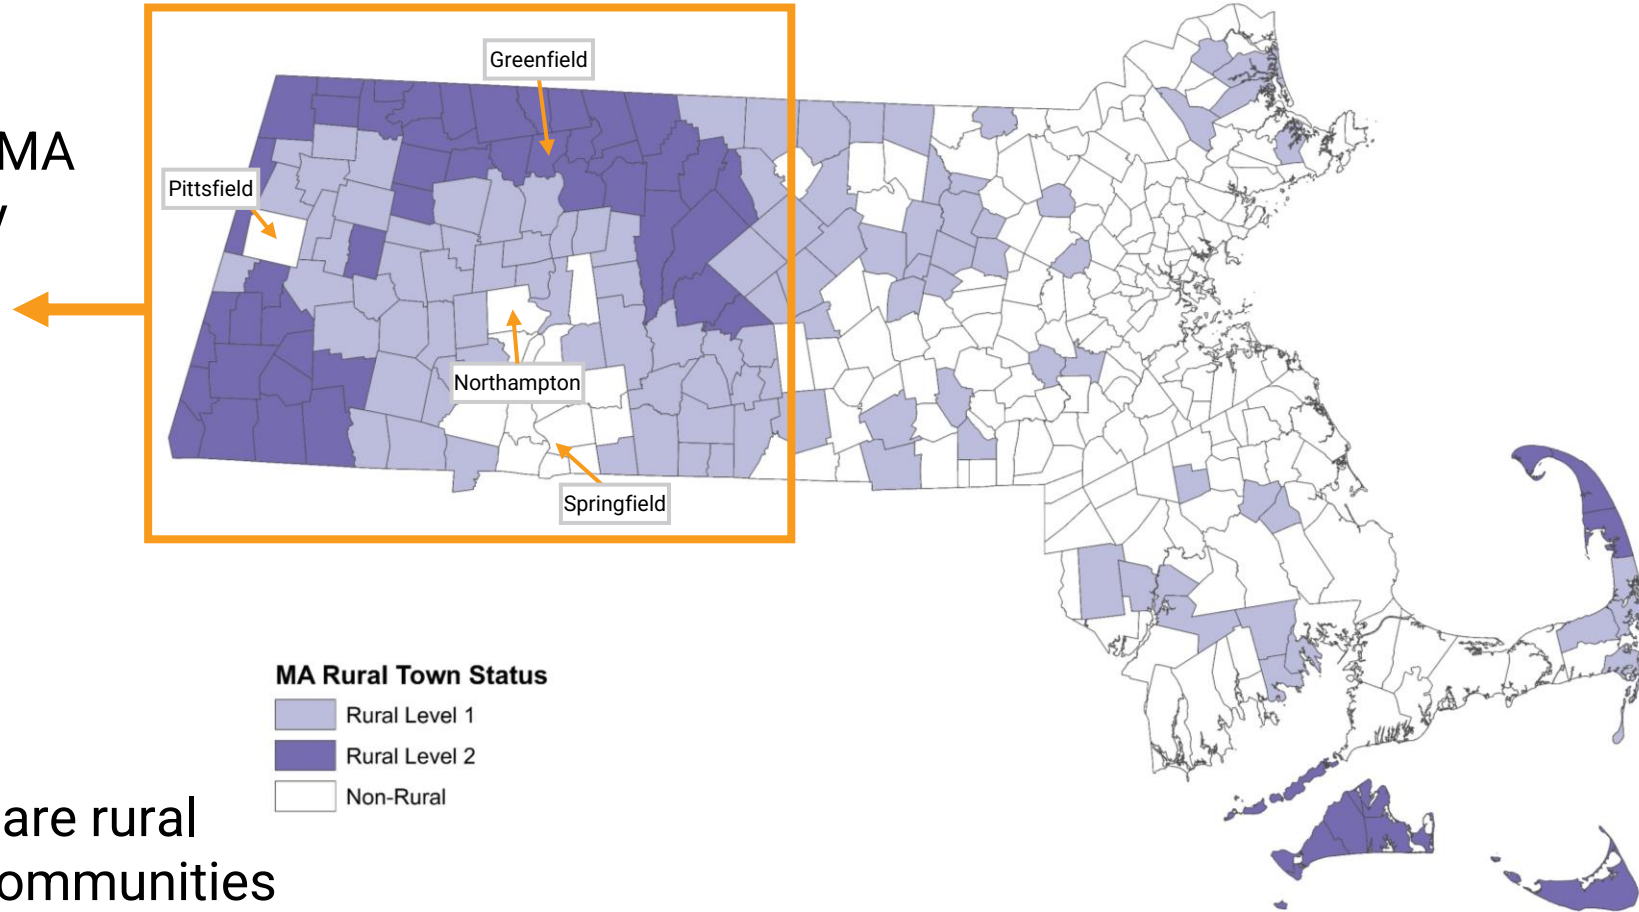 Greenfield
MA
Pittsfield
y
Northampton
Springfield
MA Rural Town Status
Rural Level 1
Rural Level 2
Non-Rural
are rural
ommunities